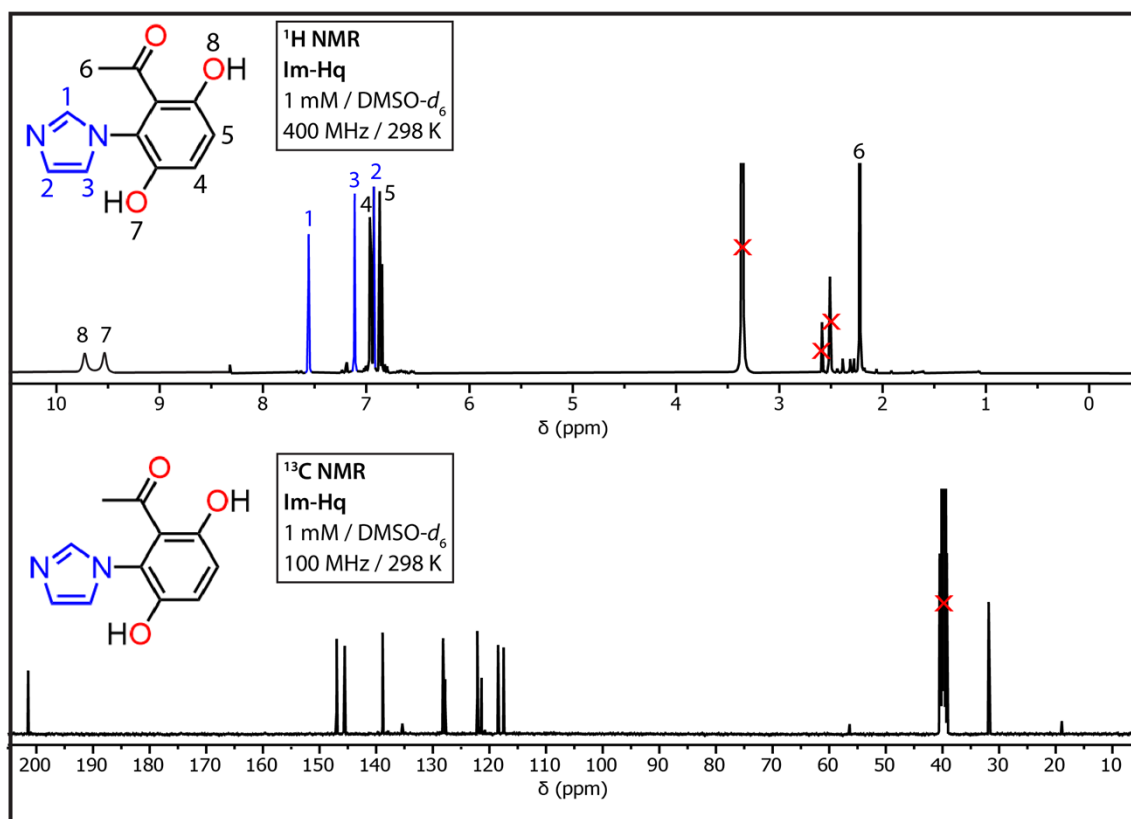 O
8
OH
6
1
N
N
5
2
3
HO
4
7
¹H NMR
Im-Hq
1 mM / DMSO-d₆
400 MHz / 298 K
8 7
1
3
4
2
5
6
10 9 8 7 6 5 4 3 2 1 0
δ (ppm)
O
OH
N
N
HO
¹³C NMR
Im-Hq
1 mM / DMSO-d₆
100 MHz / 298 K
200 190 180 170 160 150 140 130 120 110 100 90 80 70 60 50 40 30 20 10
δ (ppm)